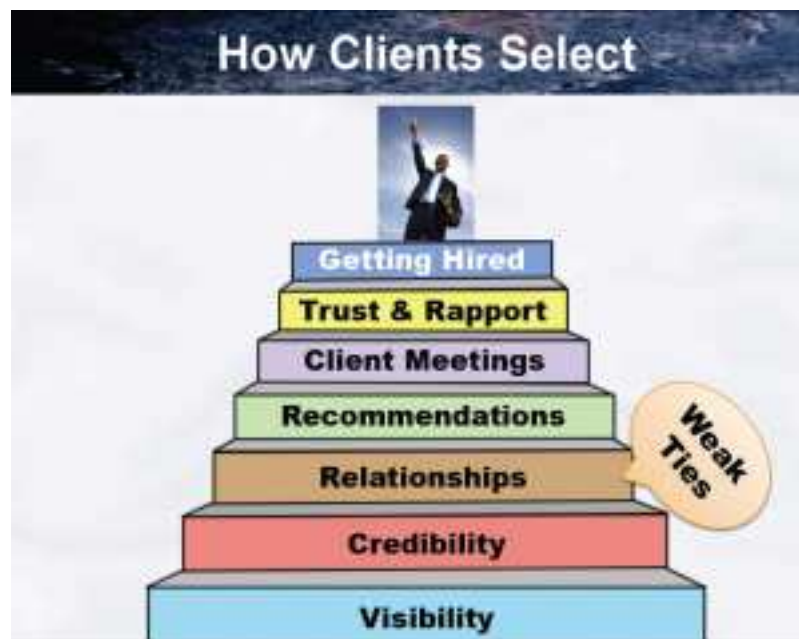 How Clients Select
Getting Hired
Trust & Rapport
Client Meetings
Recommendations
Weak
Ties
Relationships
Credibility
Visibility